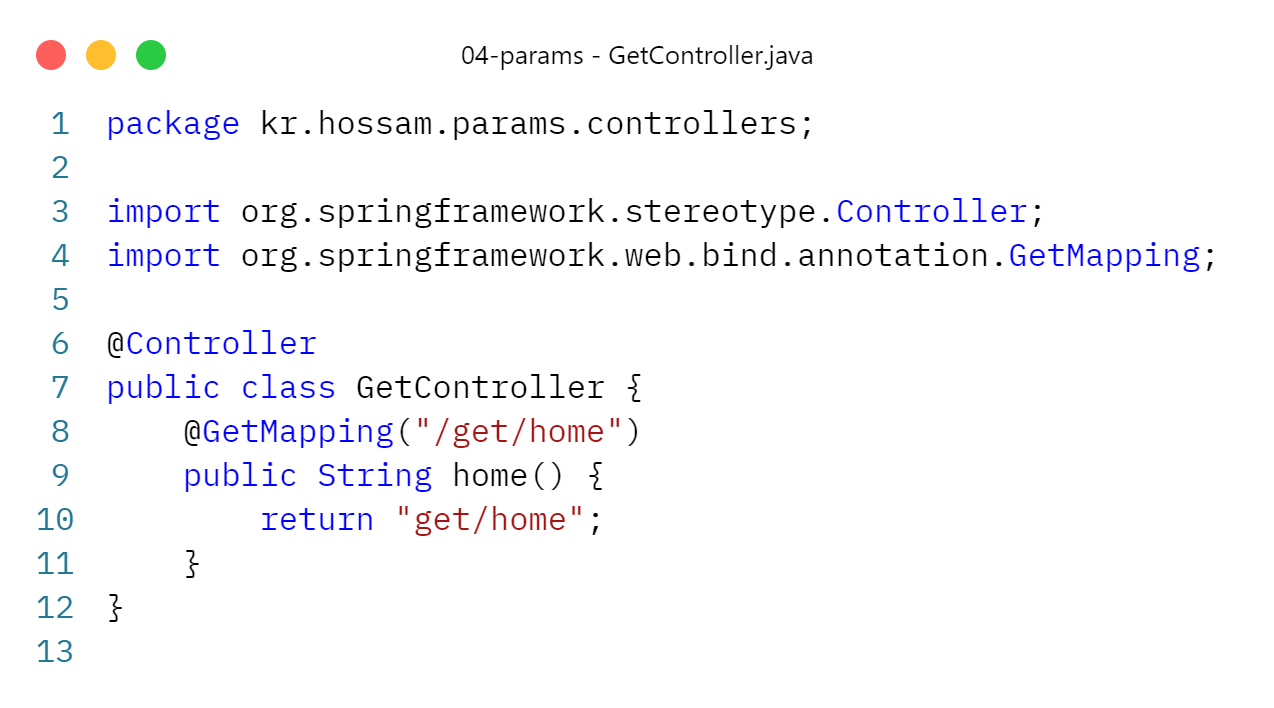 04-params - GetController.java
1 package kr.hossam.params.controllers;
2
3 import org.springframework.stereotype.Controller;
4 import org.springframework.web.bind.annotation.GetMapping;
5
6 @Controller
7 public class GetController {
8     @GetMapping("/get/home")
9     public String home() {
10         return "get/home";
11     }
12 }
13